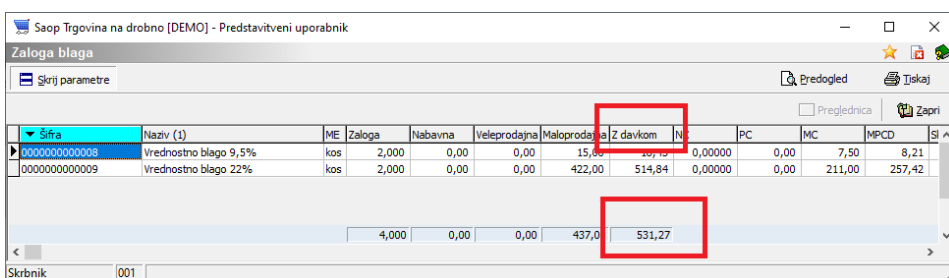 Saop Trgovina na drobno [DEMO] - Predstavitveni uporabnik
Zaloga blaga
Skrij parametre Predogled Tiskaj
Preglednica Zapri
Šifra Naziv (1) ME Zaloga Nabavna Veleprodajna Maloprodajna Z davkom NC PC MC MPCD
0000000000008 Vrednostno blago 9,5% kos 2,000 0,00 0,00 15,00 0,00000 0,00 7,50 8,21
0000000000009 Vrednostno blago 22% kos 2,000 0,00 0,00 422,00 514,84 0,00000 0,00 211,00 257,42
4,000 0,00 0,00 437,0 531,27
Skrbnik 001